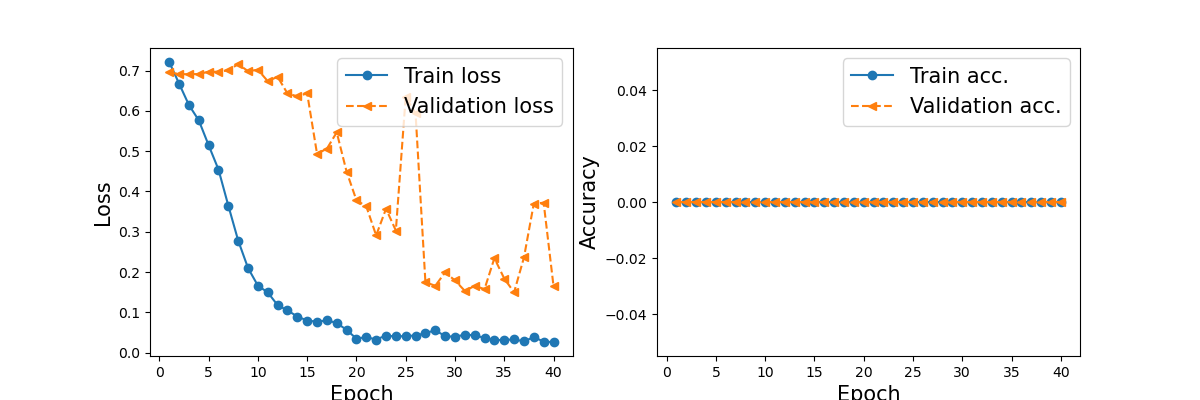 Train loss
Validation loss
Loss
0.7
0.6
0.5
0.4
0.3
0.2
0.1
0.0
0 5 10 15 20 25 30 35 40
Epoch
Train acc.
Validation acc.
Accuracy
0.04
0.02
0.00
−0.02
−0.04
0 5 10 15 20 25 30 35 40
Epoch